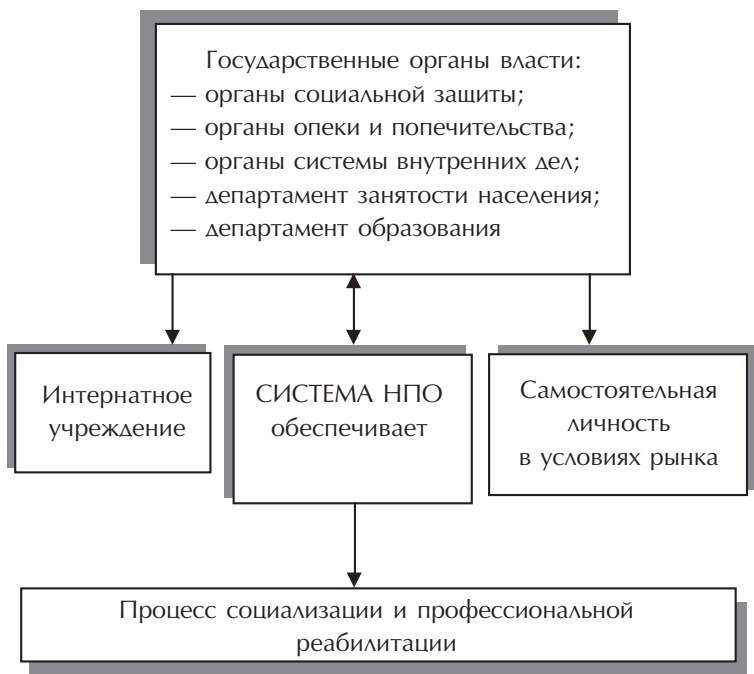 Государственные органы власти:
— органы социальной защиты;
— органы опеки и попечительства;
— органы системы внутренних дел;
— департамент занятости населения;
— департамент образования
Интернатное
учреждение
СИСТЕМА НПО
обеспечивает
Самостоятельная
личность
в условиях рынка
Процесс социализации и профессиональной
реабилитации